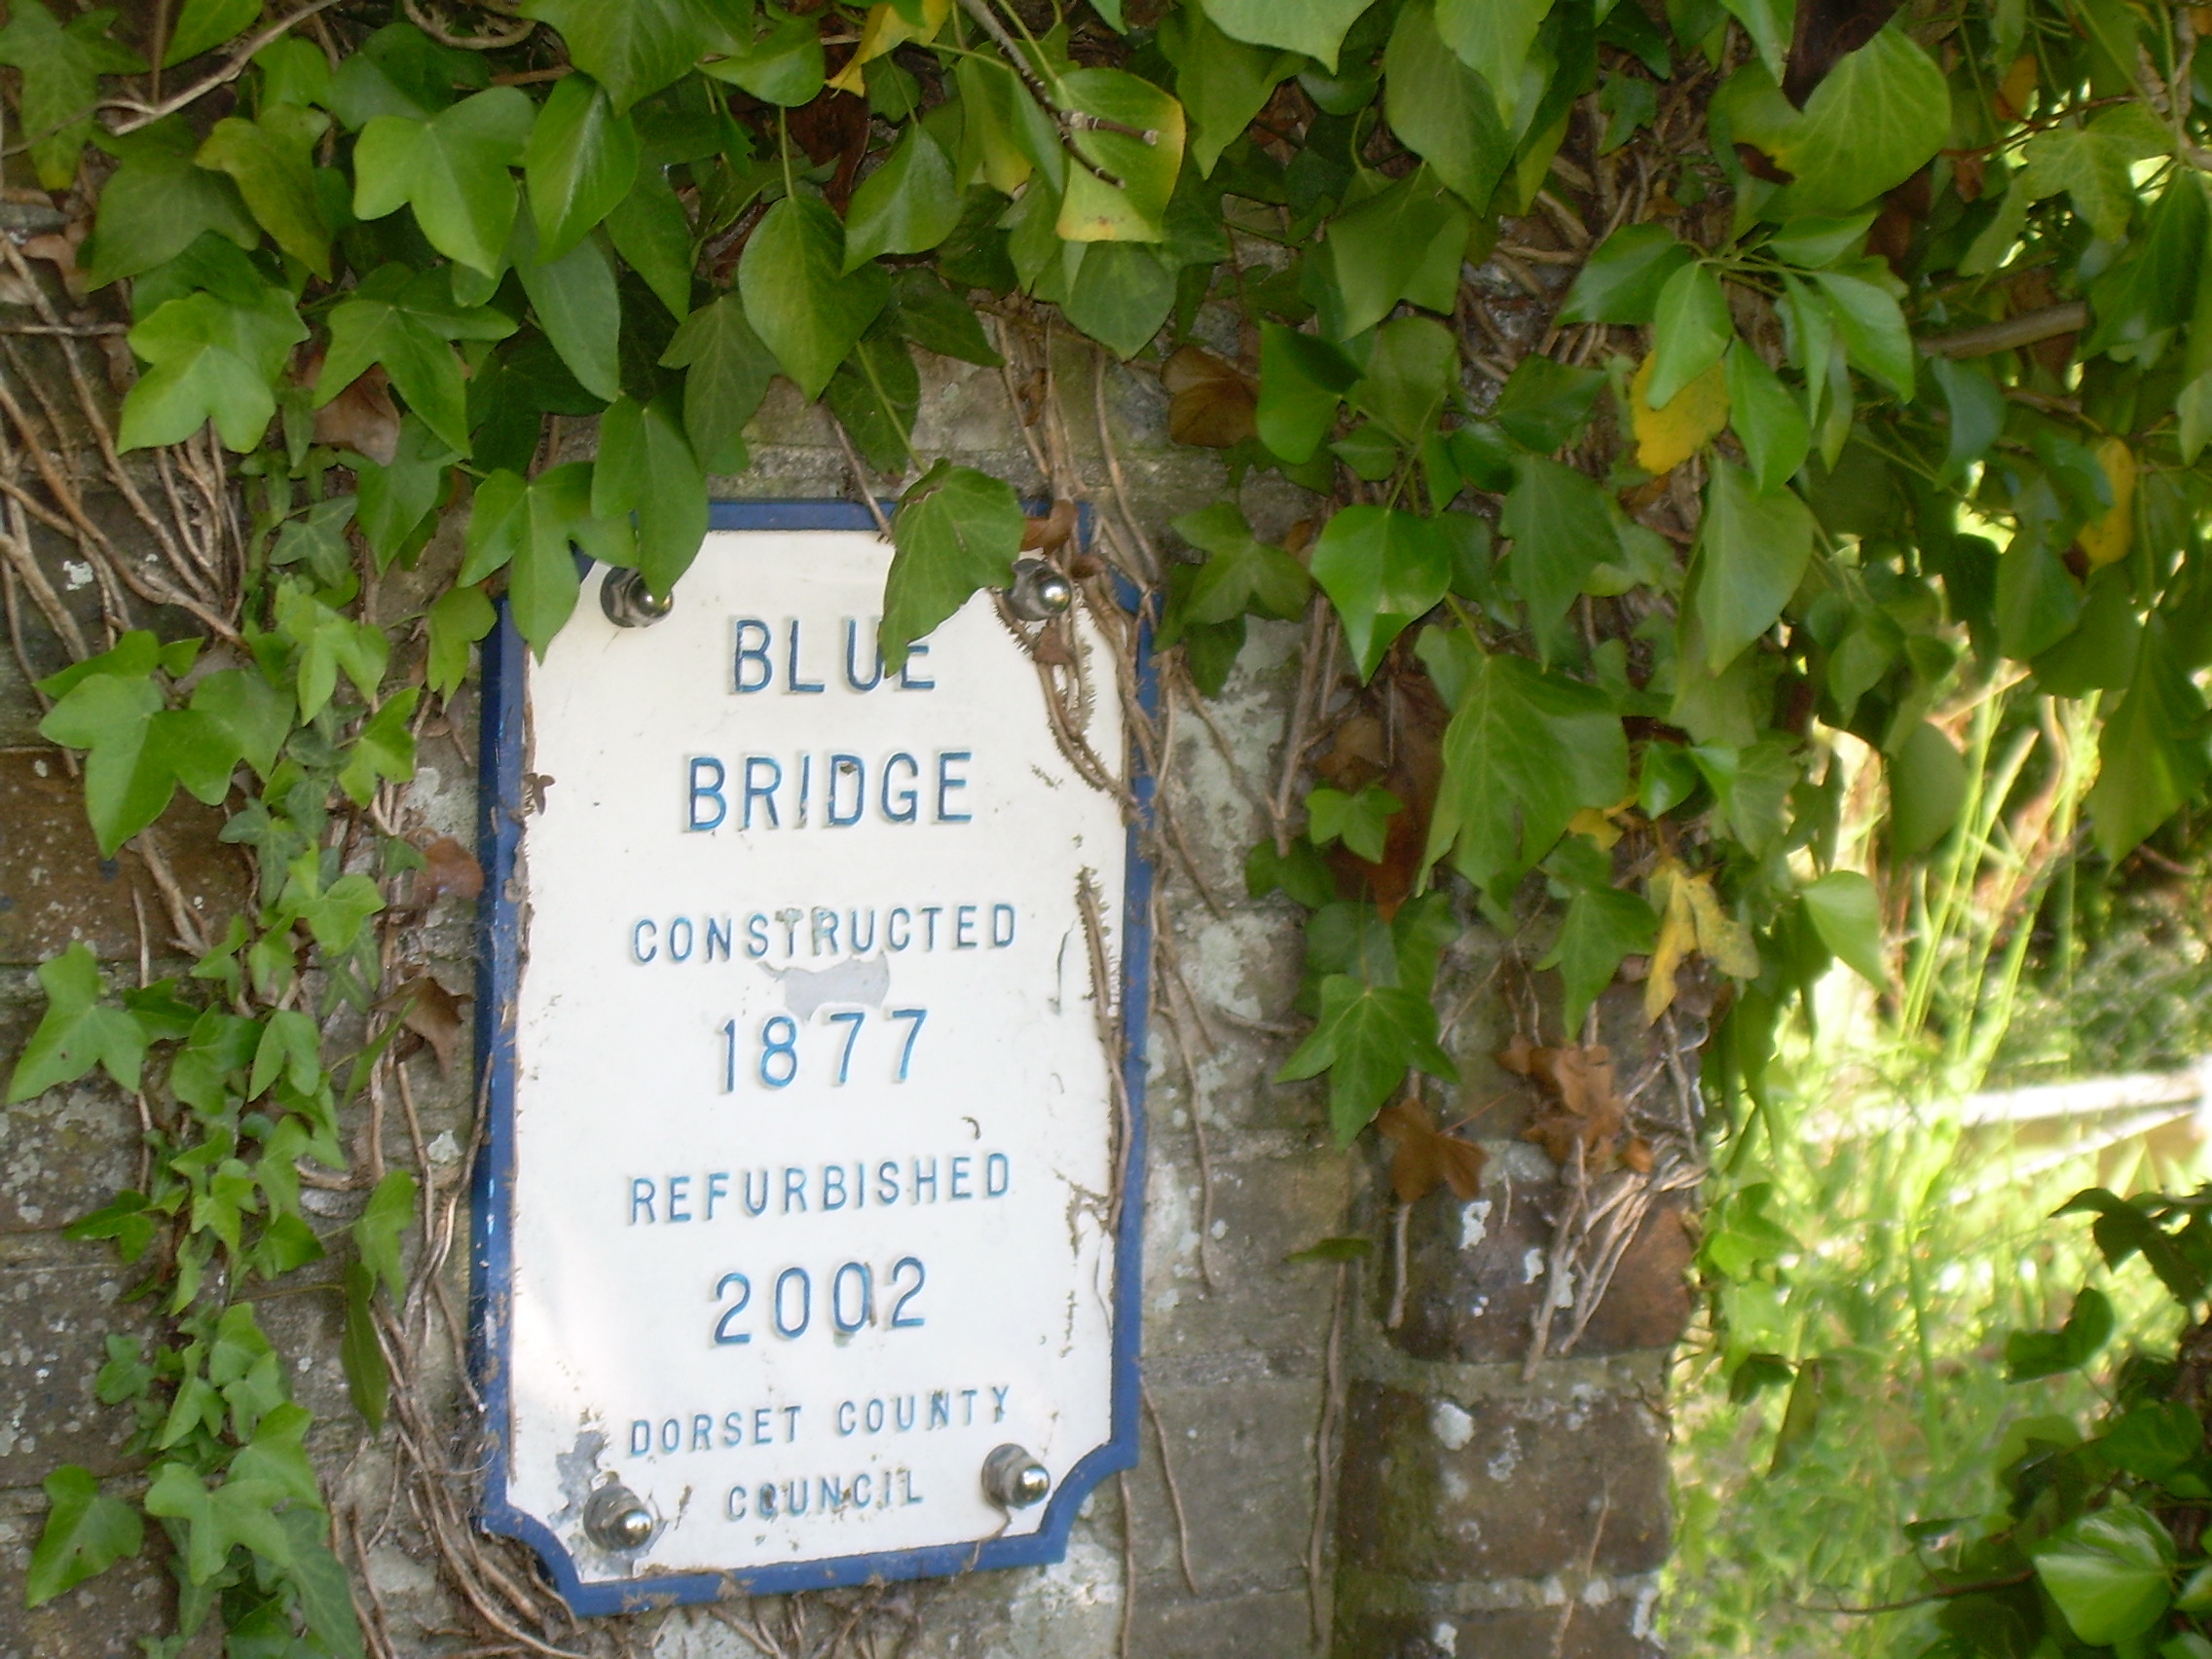 BLUE
BRIDGE
CONSTRUCTED
1877
REFURBISHED
2002
DORSET COUNTY
COUNCIL